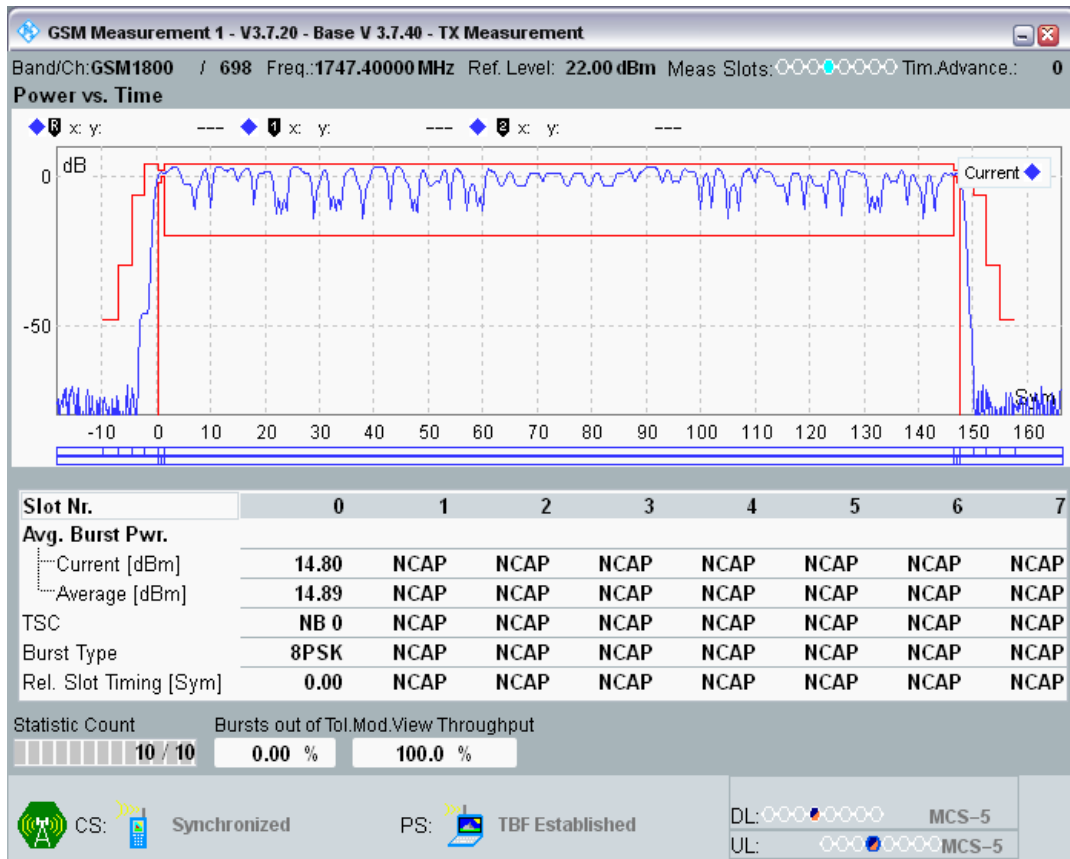 GSM Measurement 1 - V3.7.20 - Base V 3.7.40 - TX Measurement
Band/Ch:GSM1800 / 698 Freq.:1747.40000 MHz Ref. Level: 22.00 dBm Meas Slots: Tim.Advance.: 0
Power vs. Time
R x: y: --- 1 x: y: --- 2 x: y: ---
dB
Current
0
-50
Sym
-10 0 10 20 30 40 50 60 70 80 90 100 110 120 130 140 150 160
Slot Nr. 0 1 2 3 4 5 6 7
Avg. Burst Pwr.
Current [dBm] 14.80 NCAP NCAP NCAP NCAP NCAP NCAP NCAP
Average [dBm] 14.89 NCAP NCAP NCAP NCAP NCAP NCAP NCAP
TSC NB 0 NCAP NCAP NCAP NCAP NCAP NCAP NCAP
Burst Type 8PSK NCAP NCAP NCAP NCAP NCAP NCAP NCAP
Rel. Slot Timing [Sym] 0.00 NCAP NCAP NCAP NCAP NCAP NCAP NCAP
Statistic Count Bursts out of Tol.Mod.View Throughput
10 / 10 0.00 % 100.0 %
CS: Synchronized PS: TBF Established
DL: MCS-5
UL: MCS-5